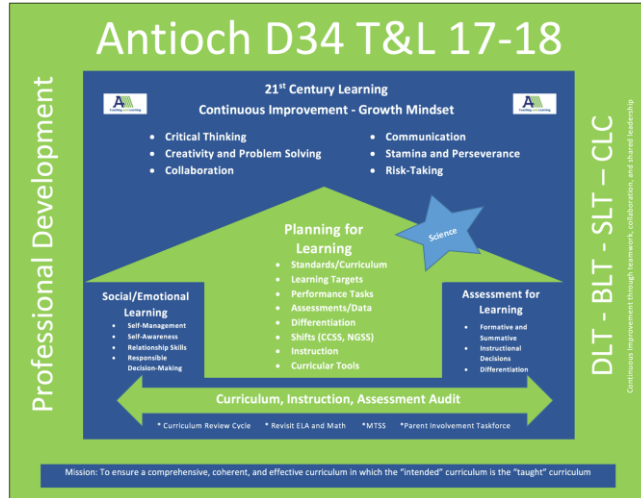 Antioch D34 T&L 17-18
Professional Development
21st Century Learning
Continuous Improvement - Growth Mindset
• Critical Thinking
• Creativity and Problem Solving
• Collaboration
• Communication
• Stamina and Perseverance
• Risk-Taking
Science
Planning for
Learning
• Standards/Curriculum
• Learning Targets
• Performance Tasks
• Assessments/Data
• Differentiation
• Shifts (CCSS, NGSS)
• Instruction
• Curricular Tools
Social/Emotional
Learning
• Self-Management
• Self-Awareness
• Relationship Skills
• Responsible
Decision-Making
Assessment for
Learning
• Formative and
Summative
• Instructional
Decisions
• Differentiation
Curriculum, Instruction, Assessment Audit
* Curriculum Review Cycle * Revisit ELA and Math *MTSS *Parent Involvement Taskforce
DLT - BLT - SLT – CLC
Continuous Improvement through teamwork, collaboration, and shared leadership
Mission: To ensure a comprehensive, coherent, and effective curriculum in which the "intended" curriculum is the "taught" curriculum